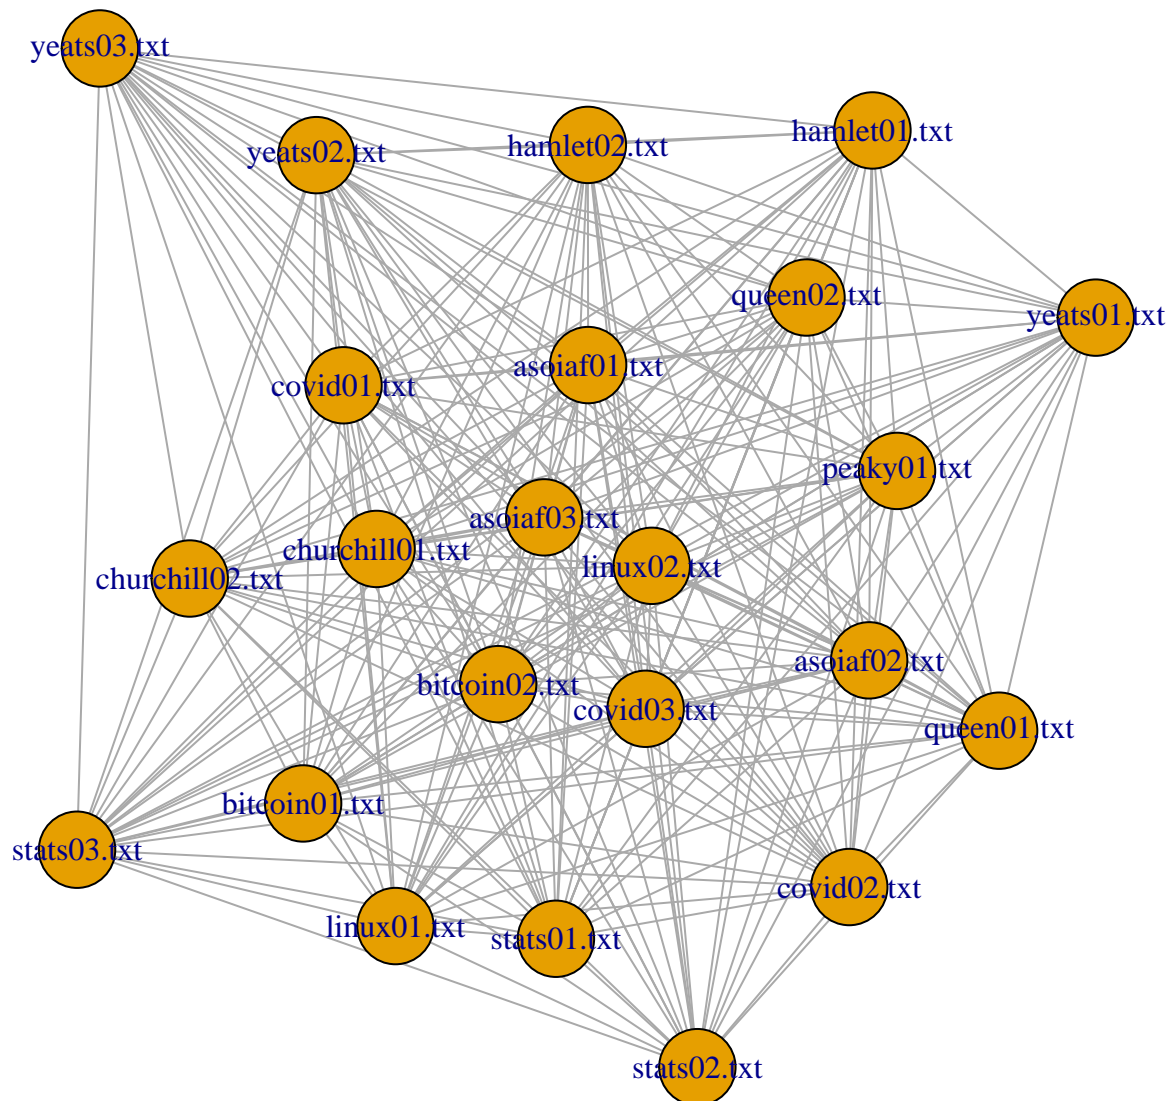 yeats03.txt
hamlet01.txt
hamlet02.txt
yeats02.txt
queen02.txt
yeats01.txt
asoiaf01.txt
covid01.txt
peaky01.txt
asoiaf03.txt
churchill01.txt
linux02.txt
churchill02.txt
asoiaf02.txt
bitcoin02.txt
covid03.txt
queen01.txt
bitcoin01.txt
stats03.txt
covid02.txt
linux01.txt
stats01.txt
stats02.txt